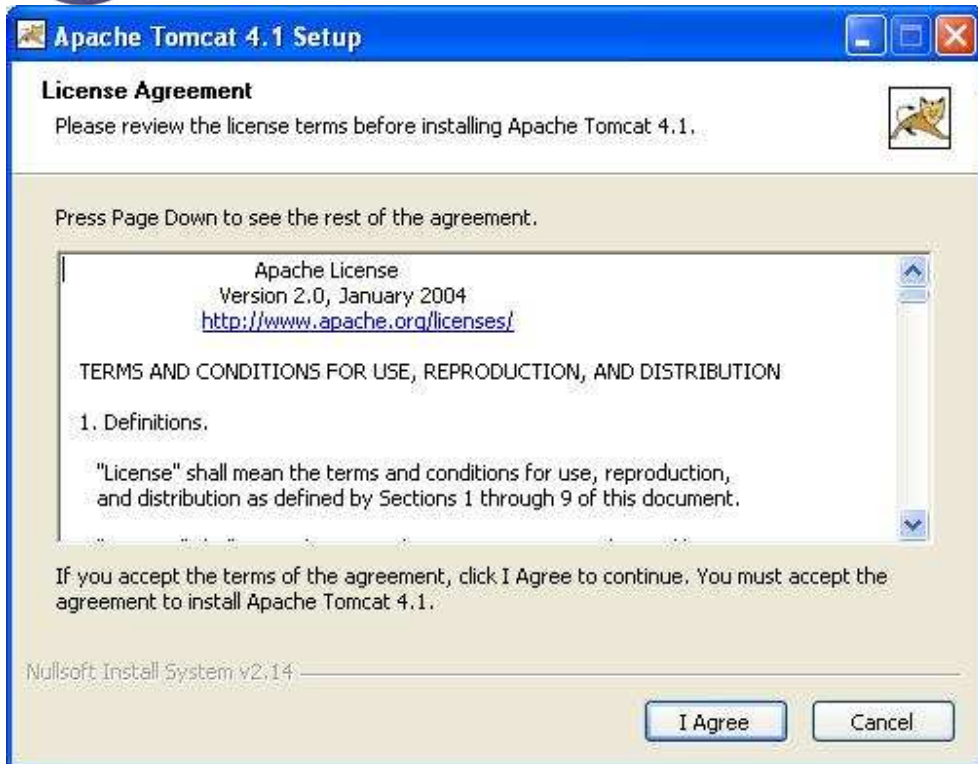 Apache Tomcat 4.1 Setup
License Agreement
Please review the license terms before installing Apache Tomcat 4.1.
Press Page Down to see the rest of the agreement.
Apache License
Version 2.0, January 2004
http://www.apache.org/licenses/
TERMS AND CONDITIONS FOR USE, REPRODUCTION, AND DISTRIBUTION
1. Definitions.
"License" shall mean the terms and conditions for use, reproduction,
and distribution as defined by Sections 1 through 9 of this document.
If you accept the terms of the agreement, click I Agree to continue. You must accept the
agreement to install Apache Tomcat 4.1.
Nullsoft Install System v2.14
I Agree
Cancel